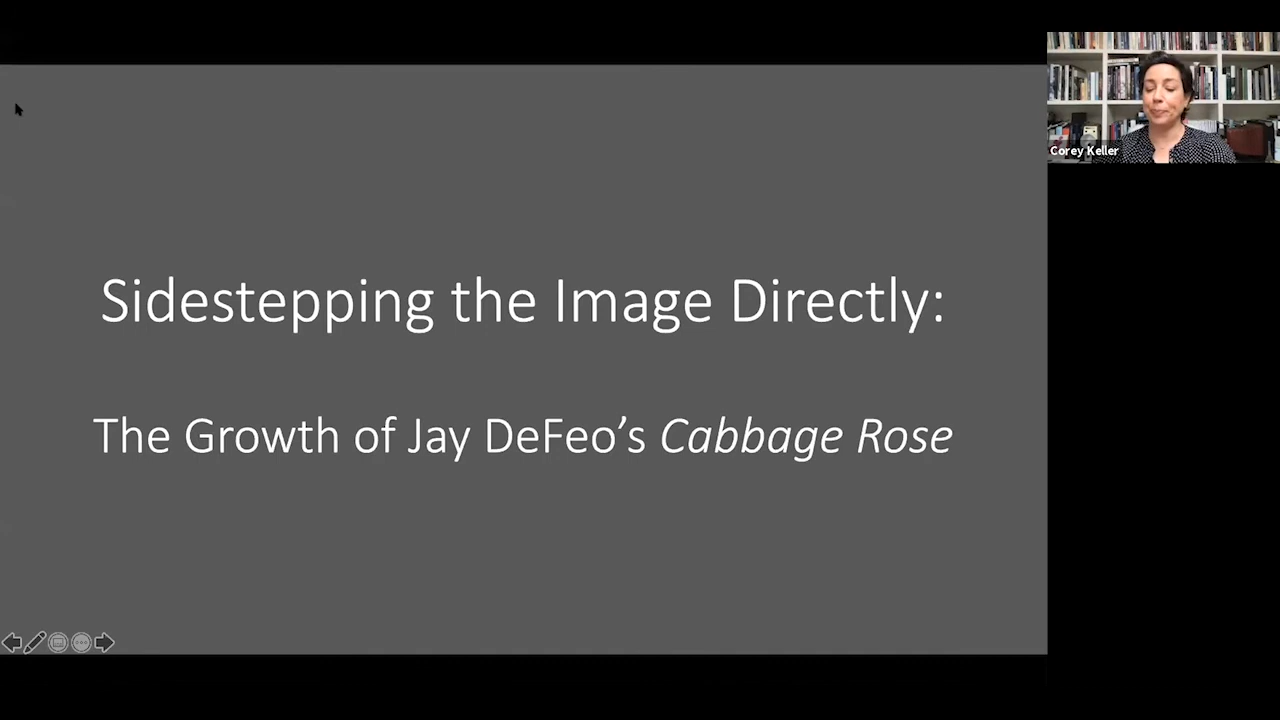 Sidestepping the Image Directly:
The Growth of Jay DeFeo’s Cabbage Rose
Corey Keller